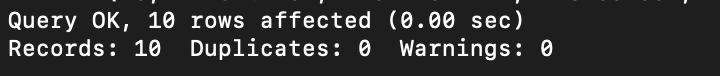 Query OK, 10 rows affected (0.00 sec)
Records: 10  Duplicates: 0  Warnings: 0